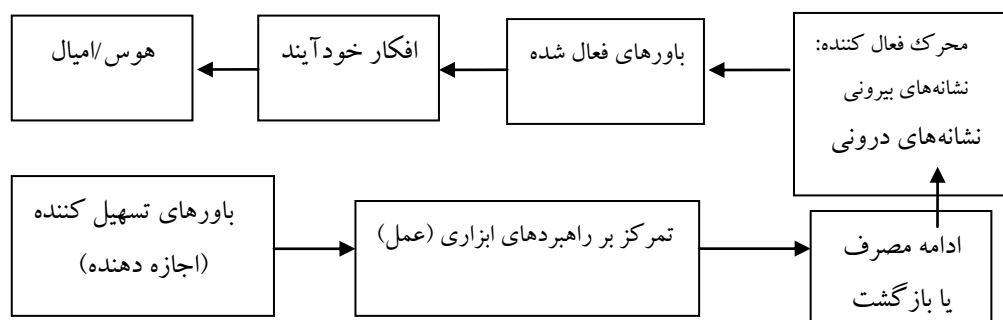 محرک فعال کننده:
نشانه‌های بیرونی
نشانه‌های درونی
باورهای فعال شده
افکار خودآیند
هوس/امیال
باورهای تسهیل کننده
(اجازه دهنده)
تمرکز بر راهبردهای ابزاری (عمل)
ادامه مصرف
یا بازگشت